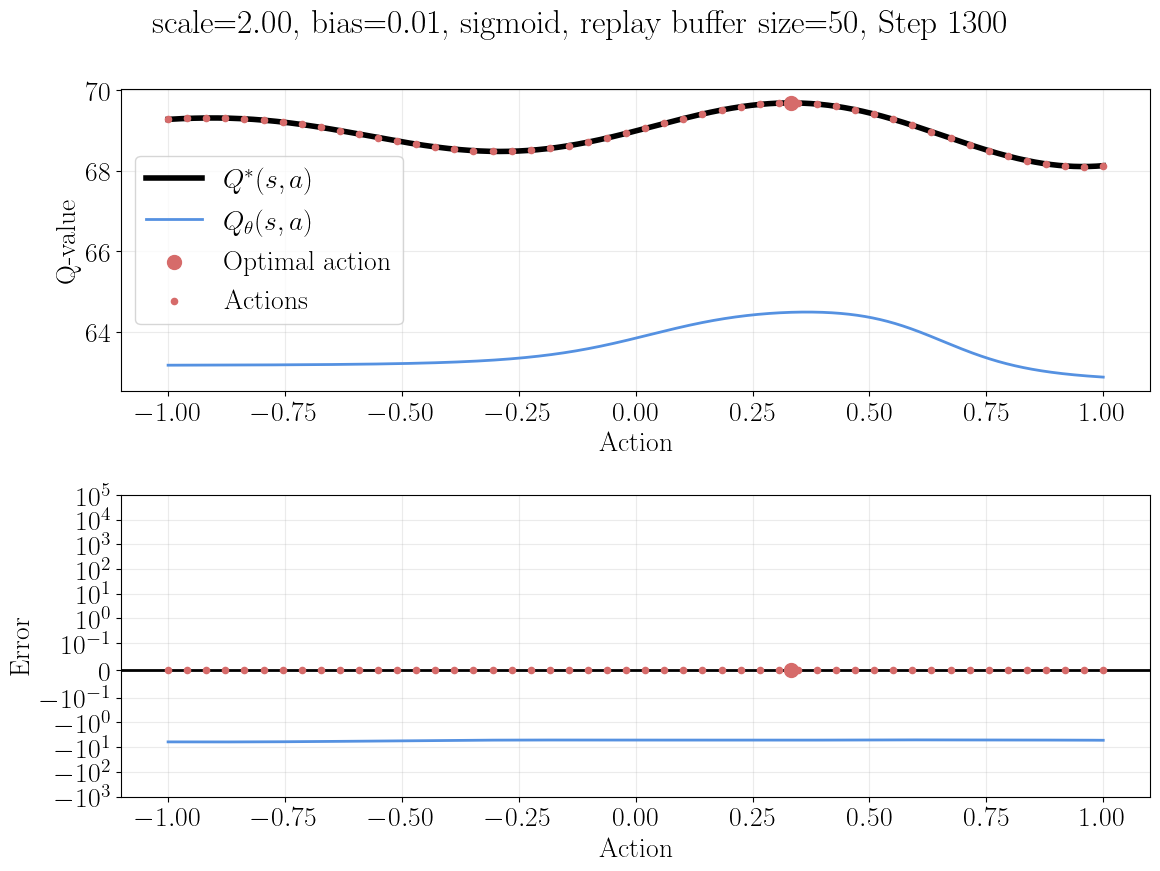 scale=2.00, bias=0.01, sigmoid, replay buffer size=50, Step 1300
70
68
66
64
Q-value
Q*(s, a)
Qθ(s, a)
Optimal action
Actions
−1.00 −0.75 −0.50 −0.25 0.00 0.25 0.50 0.75 1.00
Action
10^5
10^4
10^3
10^2
10^1
10^0
10^−1
0
−10^−1
−10^0
−10^1
−10^2
−10^3
Error
−1.00 −0.75 −0.50 −0.25 0.00 0.25 0.50 0.75 1.00
Action